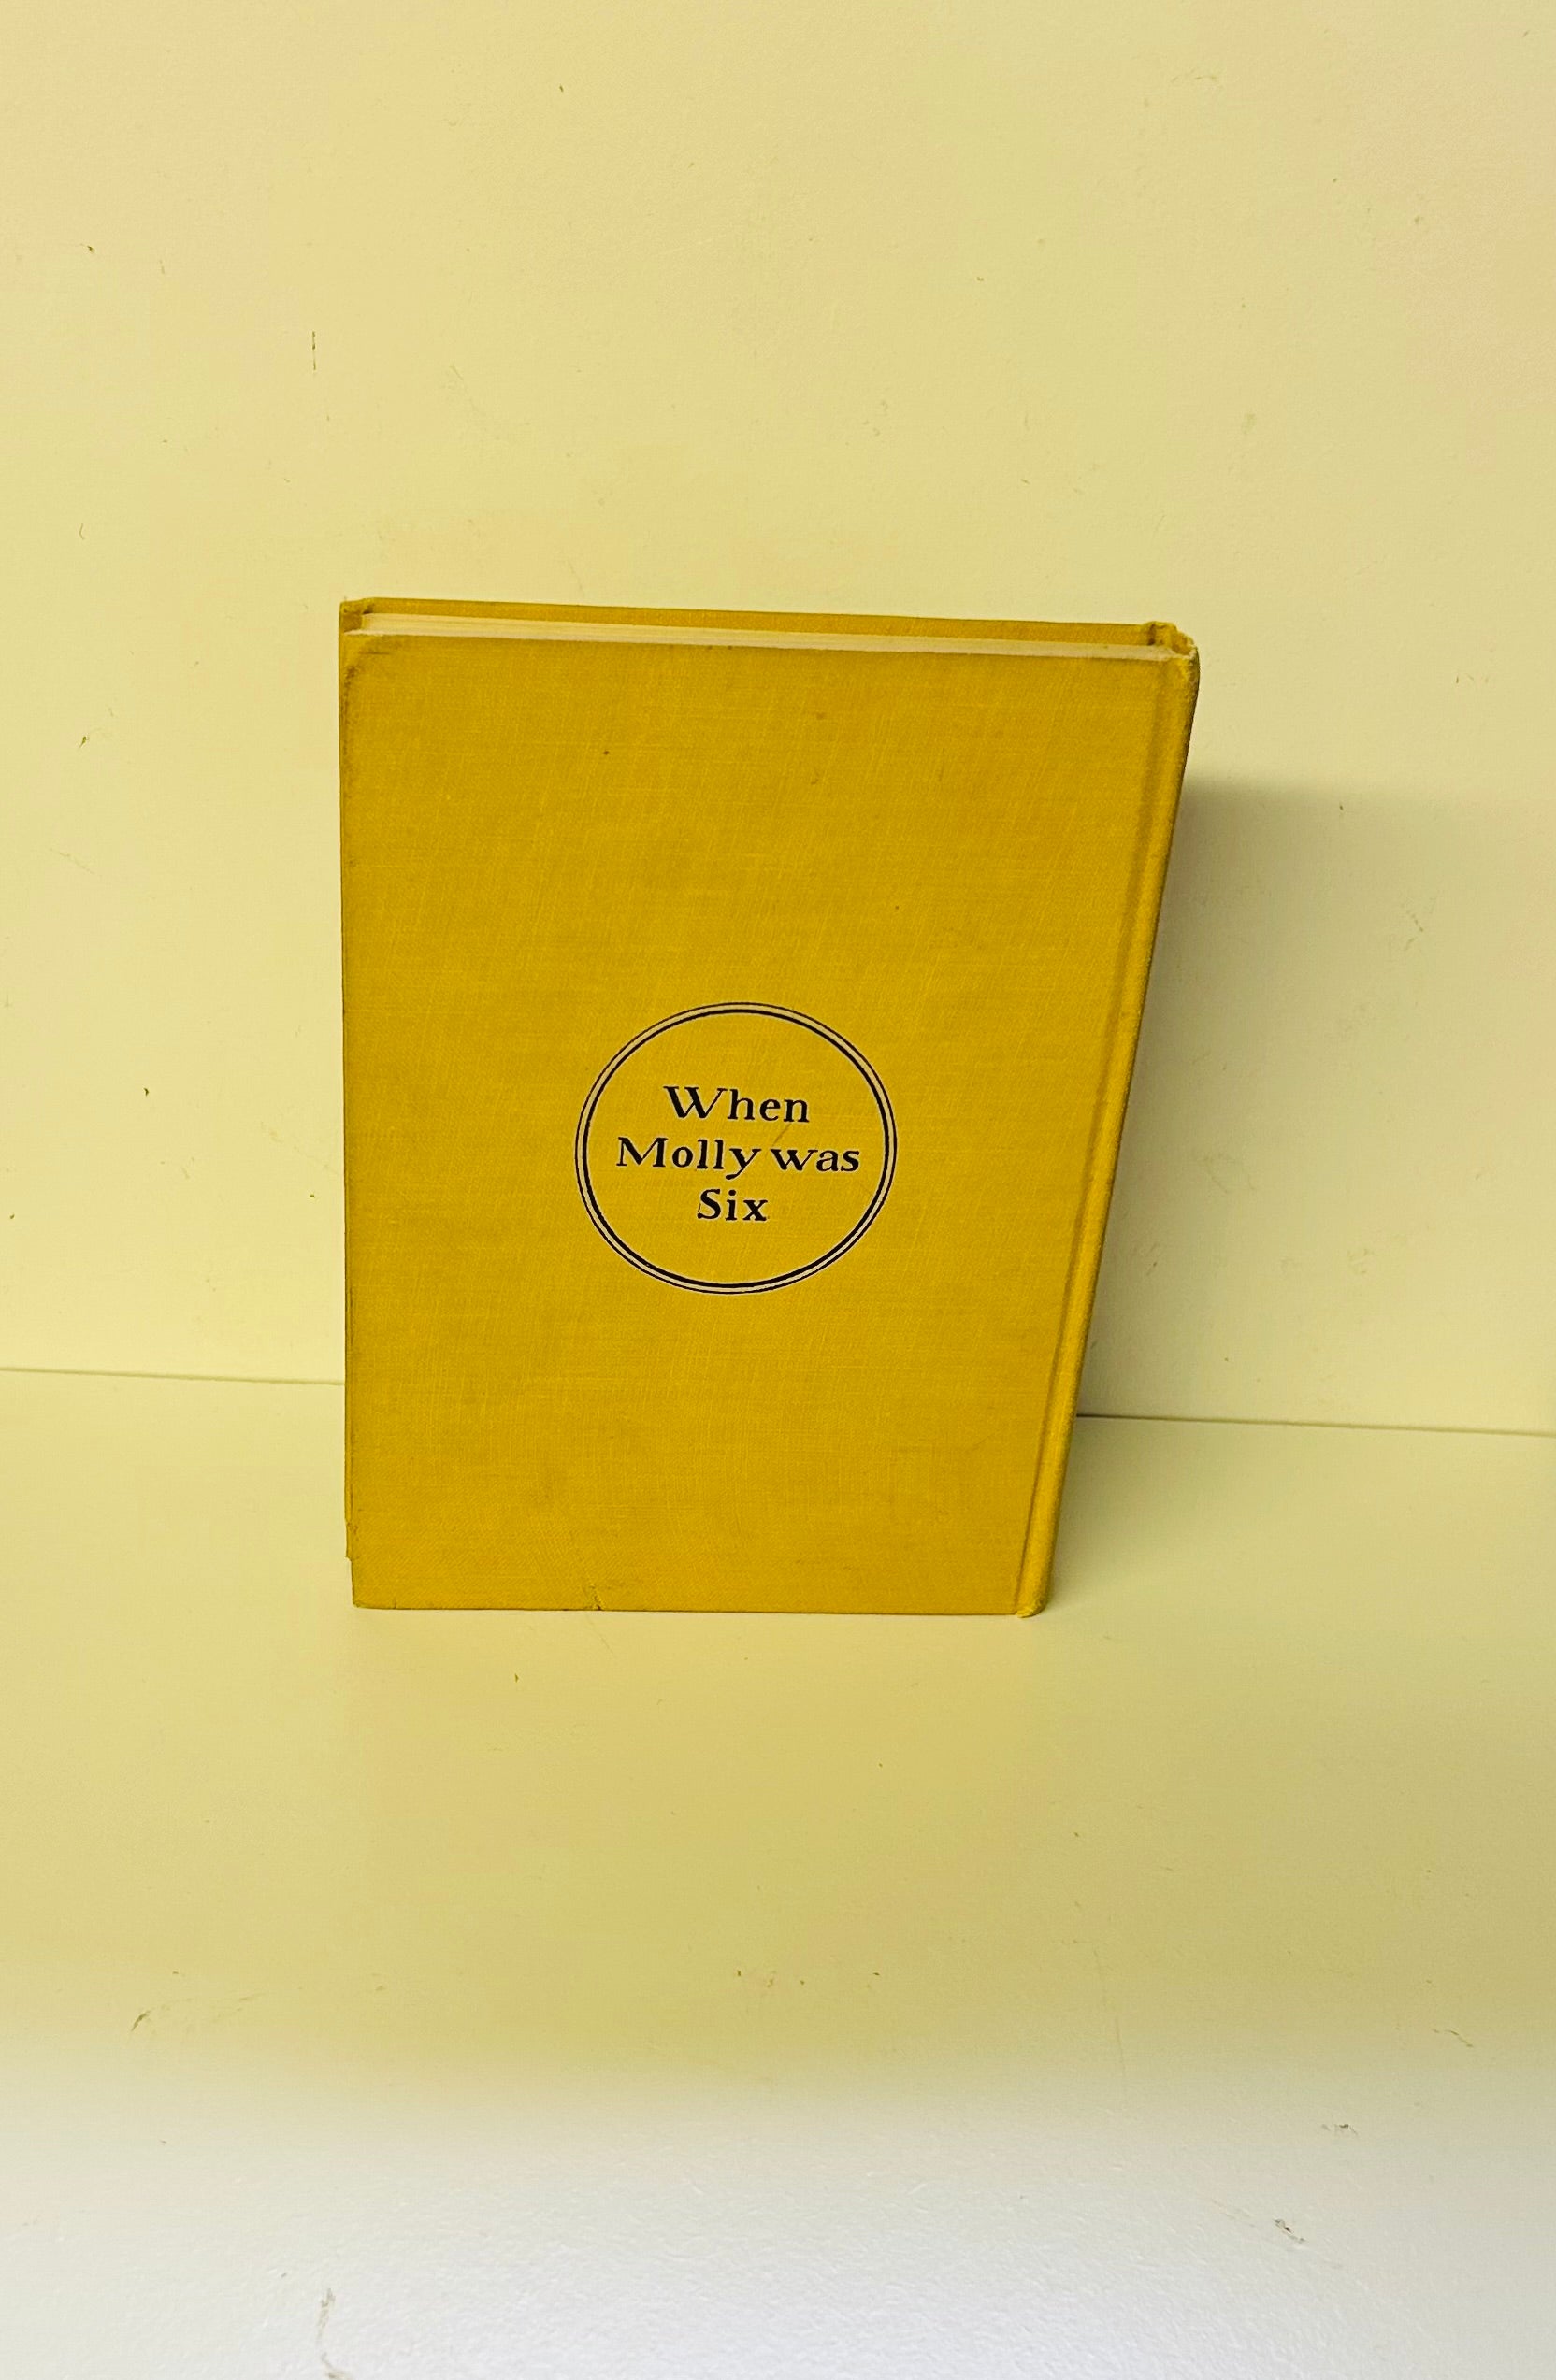 When
Molly was
Six